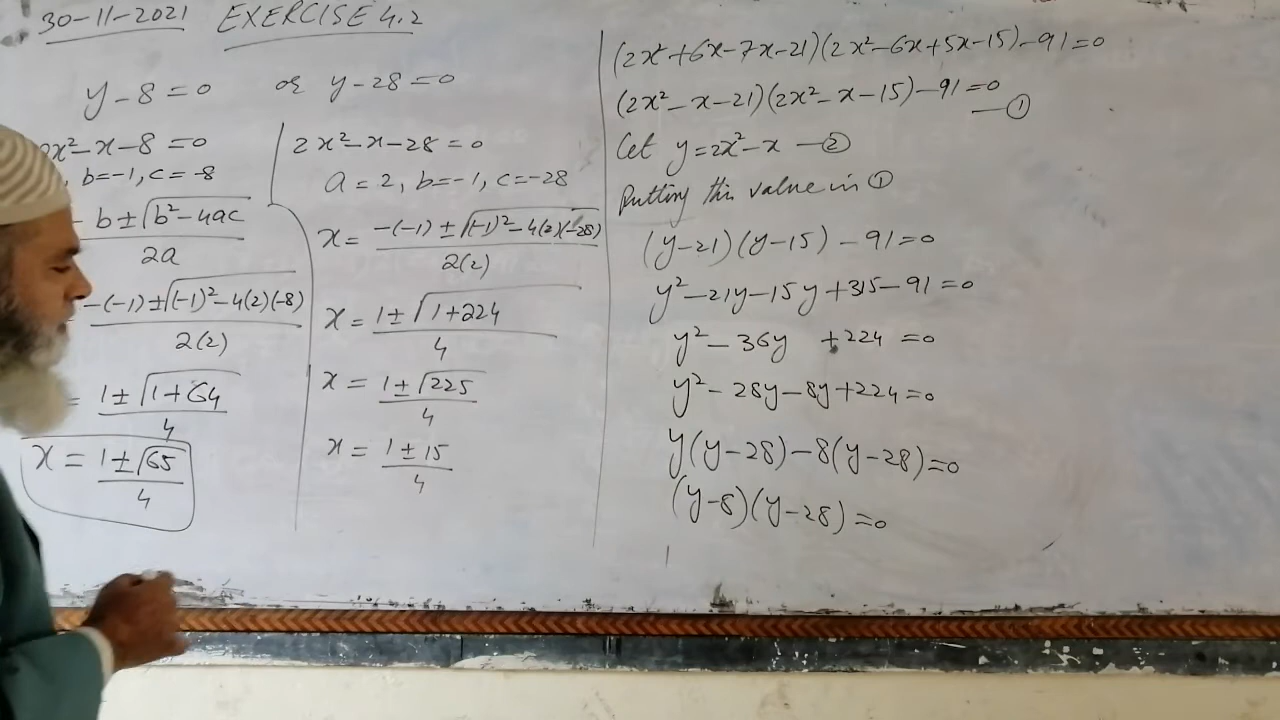 30-11-2021 EXERCISE 4.2
y-8=0 or y-28=0
x²-x-8=0
, b=-1, c=-8
- b±√b²-4ac
2a
-(-1)±√(-1)²-4(2)(-8)
2(2)
= 1±√1+64
4
x = 1±√65
4
2x²-x-28=0
a=2, b=-1, c=-28
x= -(-1)±√(-1)²-4(2)(-28)
2(2)
x= 1±√1+224
4
x = 1±√225
4
x = 1±15
4
(2x²+6x-7x-21)(2x²-6x+5x-15)-91=0
(2x²-x-21)(2x²-x-15)-91=0 —①
Let y=2x²-x —②
Putting this value in ①
(y-21)(y-15)-91=0
y²-21y-15y+315-91=0
y²-36y +224=0
y²-28y-8y+224=0
y(y-28)-8(y-28)=0
(y-8)(y-28)=0